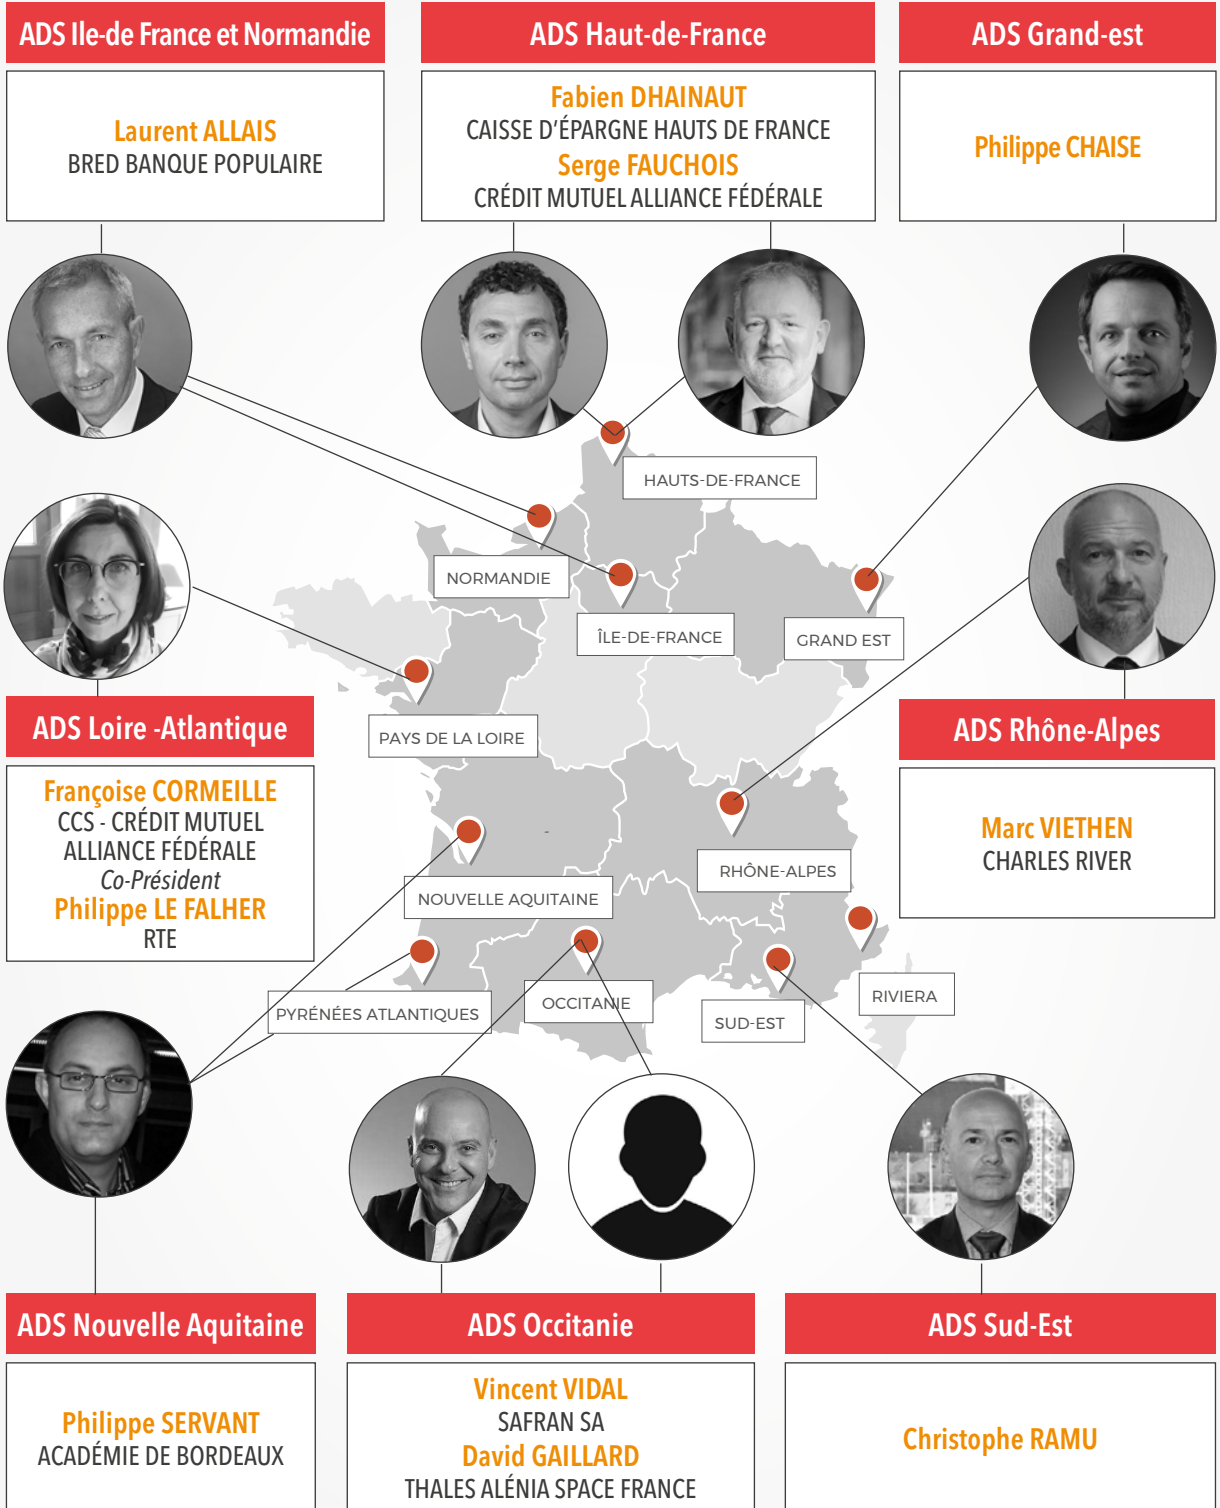 ADS Ile-de France et Normandie
Laurent ALLAIS
BRED BANQUE POPULAIRE
ADS Haut-de-France
Fabien DHAINAUT
CAISSE D'ÉPARGNE HAUTS DE FRANCE
Serge FAUCHOIS
CRÉDIT MUTUEL ALLIANCE FÉDÉRALE
ADS Grand-est
Philippe CHAISE
HAUTS-DE-FRANCE
NORMANDIE
ÎLE-DE-FRANCE
GRAND EST
PAYS DE LA LOIRE
RHÔNE-ALPES
NOUVELLE AQUITAINE
PYRÉNÉES ATLANTIQUES
OCCITANIE
SUD-EST
RIVIERA
ADS Loire -Atlantique
Françoise CORMEILLE
CCS - CRÉDIT MUTUEL
ALLIANCE FÉDÉRALE
Co-Président
Philippe LE FALHER
RTE
ADS Rhône-Alpes
Marc VIETHEN
CHARLES RIVER
ADS Nouvelle Aquitaine
Philippe SERVANT
ACADÉMIE DE BORDEAUX
ADS Occitanie
Vincent VIDAL
SAFRAN SA
David GAILLARD
THALES ALÉNIA SPACE FRANCE
ADS Sud-Est
Christophe RAMU